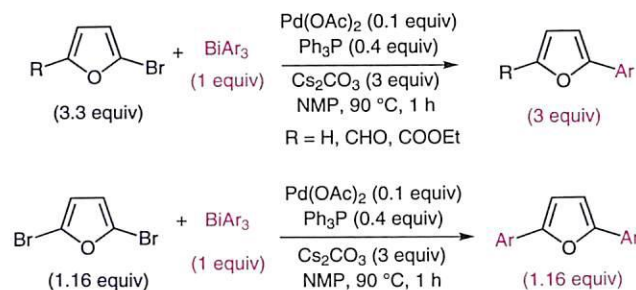 Pd(OAc)2 (0.1 equiv)
Ph3P (0.4 equiv)
R O Br + BiAr3 R O Ar
(1 equiv) Cs2CO3 (3 equiv)
(3.3 equiv) NMP, 90 °C, 1 h (3 equiv)
R = H, CHO, COOEt
Pd(OAc)2 (0.1 equiv)
Ph3P (0.4 equiv)
Br O Br + BiAr3 Ar O Ar
(1 equiv) Cs2CO3 (3 equiv)
(1.16 equiv) NMP, 90 °C, 1 h (1.16 equiv)